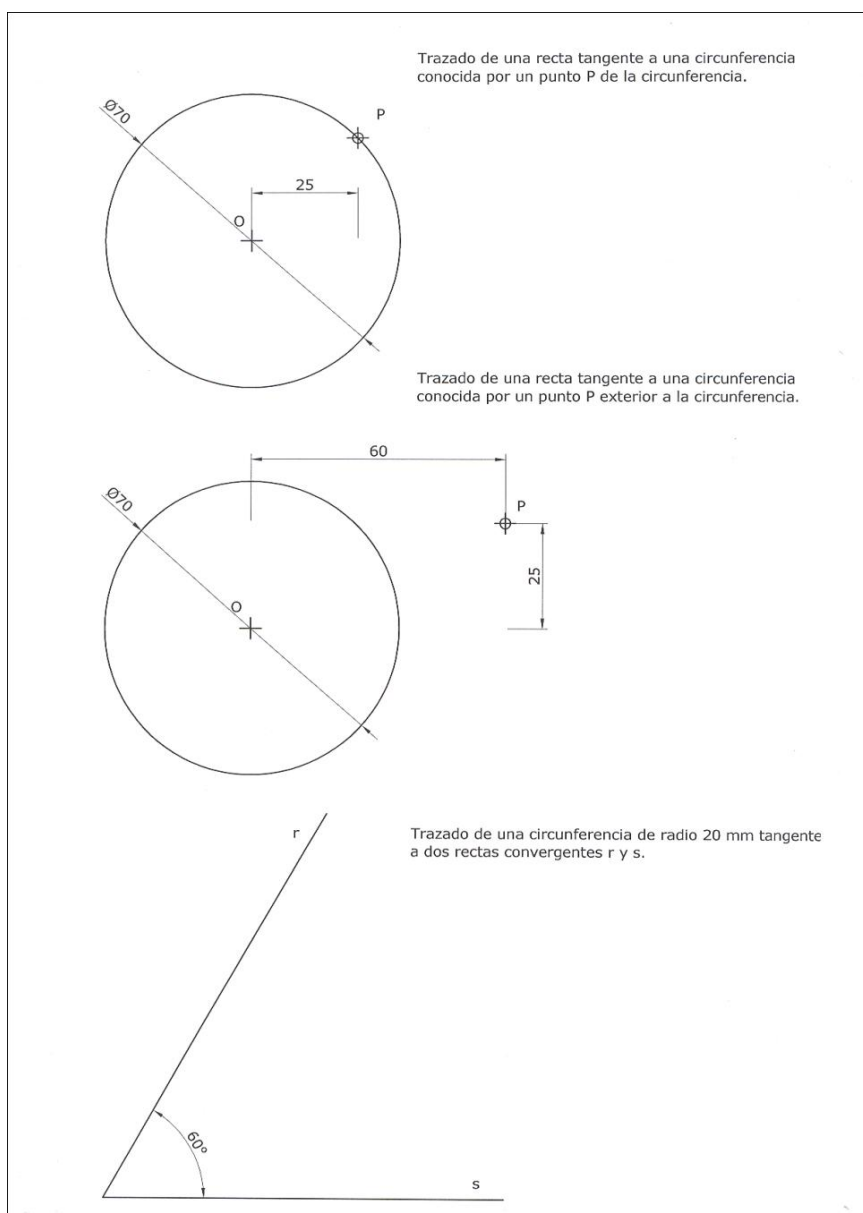 Trazado de una recta tangente a una circunferencia
conocida por un punto P de la circunferencia.
Ø70
P
25
O
Trazado de una recta tangente a una circunferencia
conocida por un punto P exterior a la circunferencia.
60
Ø70
P
25
O
r
Trazado de una circunferencia de radio 20 mm tangente
a dos rectas convergentes r y s.
60º
s